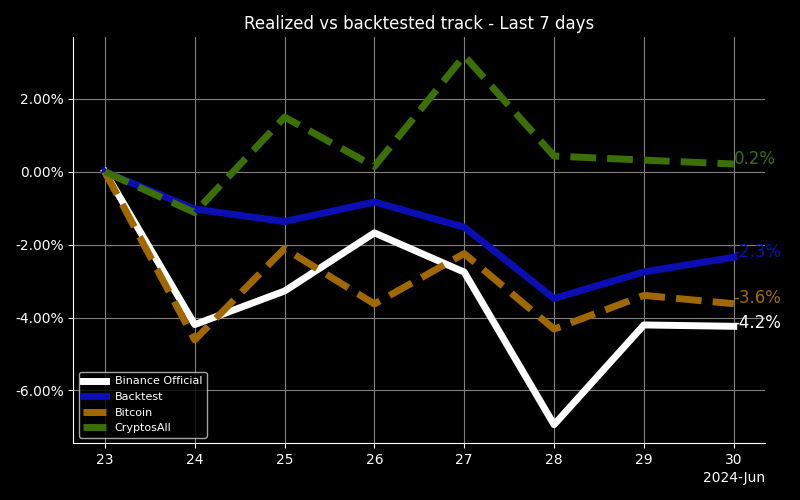 Realized vs backtested track - Last 7 days
2.00%
0.00%
-2.00%
-4.00%
-6.00%
0.2%
-2.3%
-3.6%
-4.2%
Binance Official
Backtest
Bitcoin
CryptosAll
23 24 25 26 27 28 29 30
2024-Jun